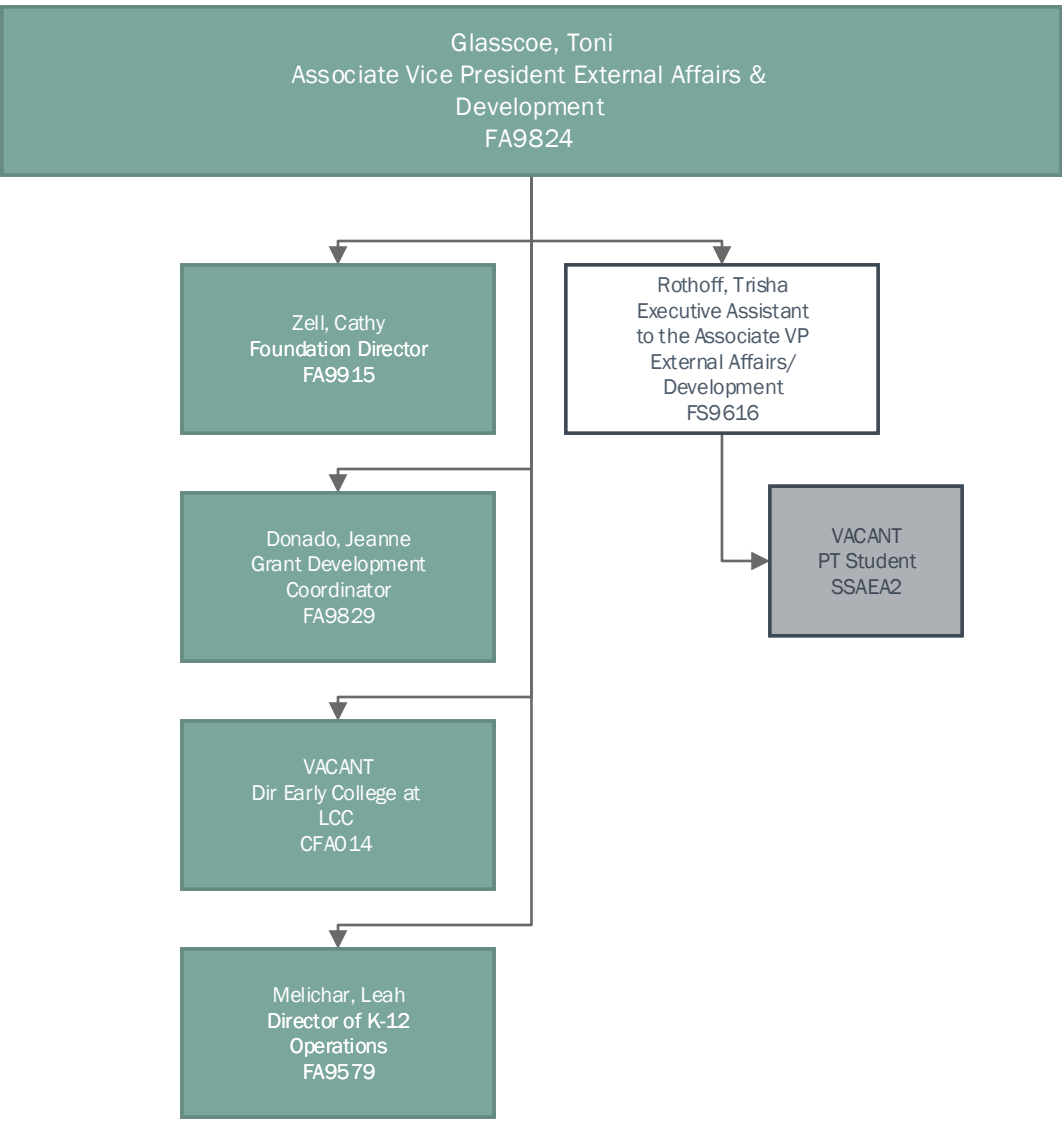 Glasscoe, Toni
Associate Vice President External Affairs &
Development
FA9824
Zell, Cathy
Foundation Director
FA9915
Rothoff, Trisha
Executive Assistant
to the Associate VP
External Affairs/
Development
FS9616
Donado, Jeanne
Grant Development
Coordinator
FA9829
VACANT
PT Student
SSAEA2
VACANT
Dir Early College at
LCC
CFA014
Melichar, Leah
Director of K-12
Operations
FA9579